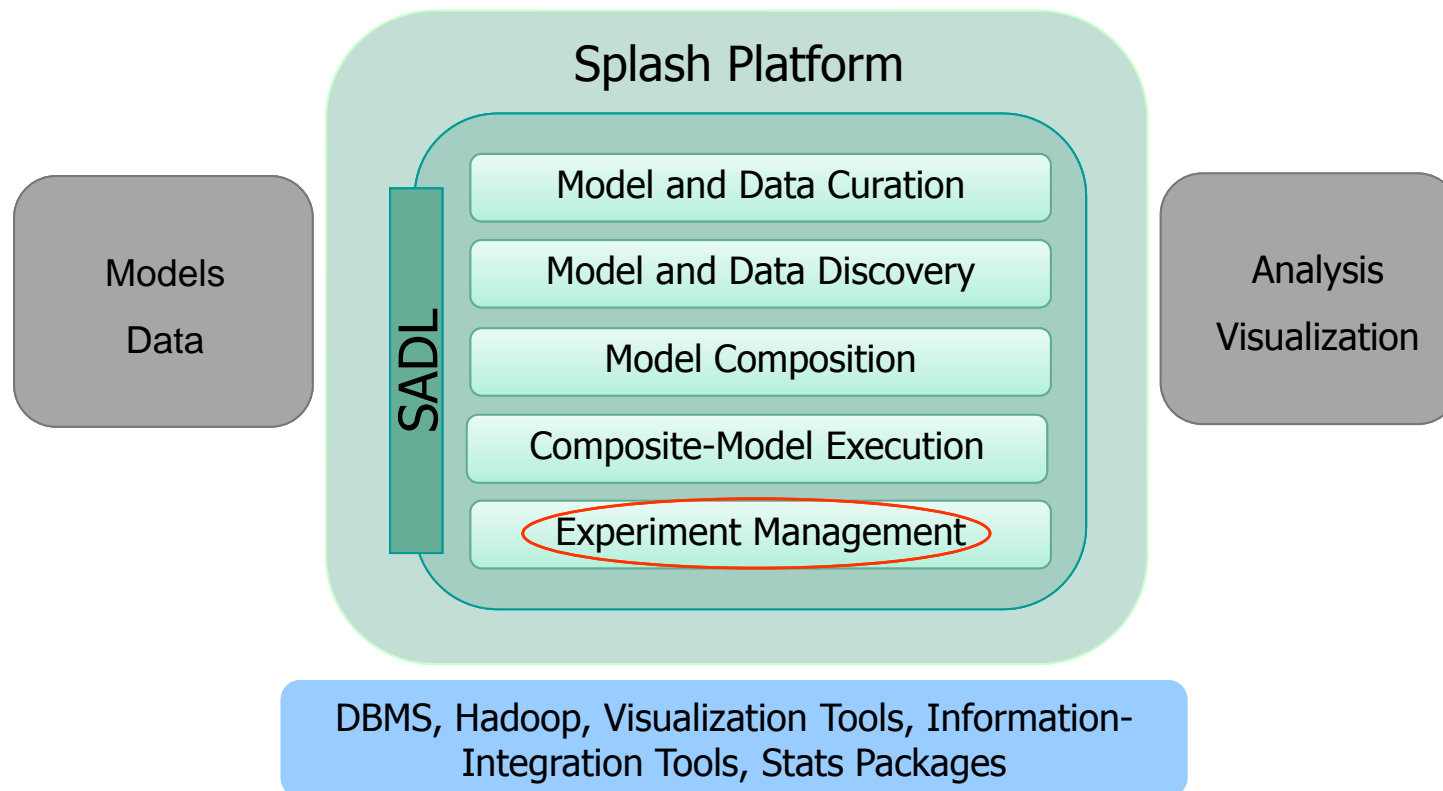 Splash Platform
Models
Data
SADL
Model and Data Curation
Model and Data Discovery
Model Composition
Composite-Model Execution
Experiment Management
Analysis
Visualization
DBMS, Hadoop, Visualization Tools, Information-
Integration Tools, Stats Packages